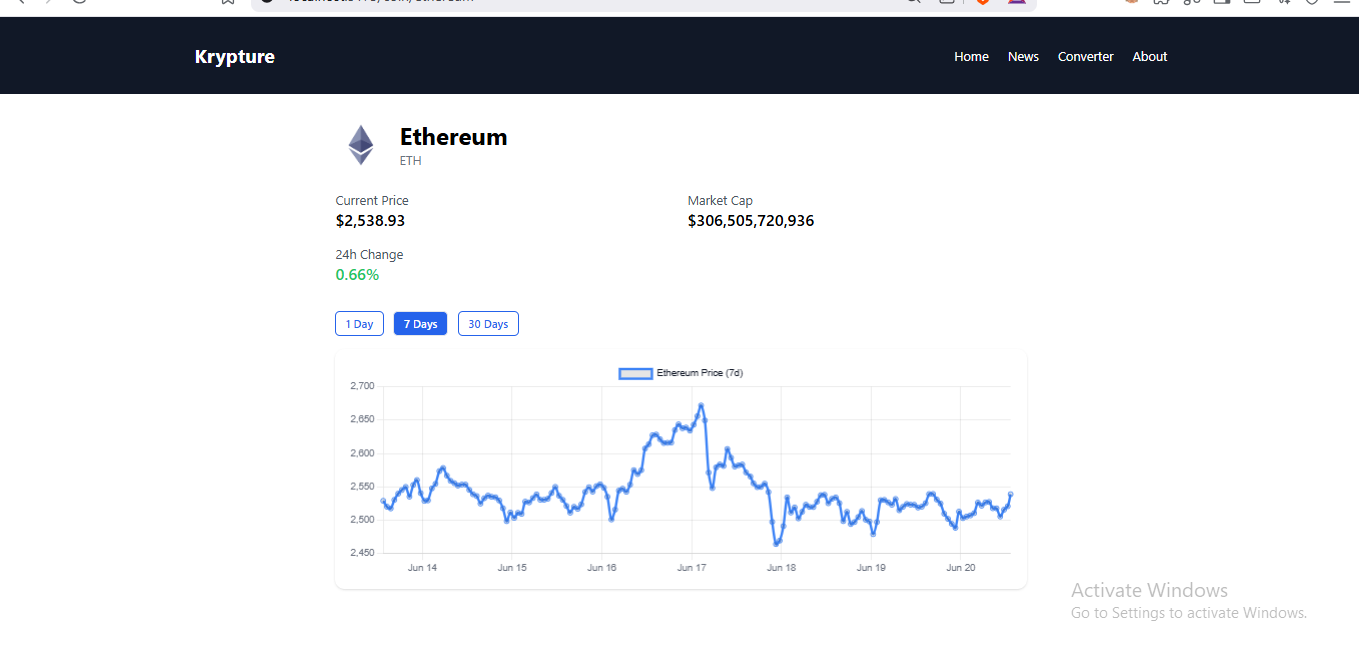 Krypture
Home News Converter About
Ethereum
ETH
Current Price
$2,538.93
Market Cap
$306,505,720,936
24h Change
0.66%
1 Day 7 Days 30 Days
Ethereum Price (7d)
2,700
2,650
2,600
2,550
2,500
2,450
Jun 14 Jun 15 Jun 16 Jun 17 Jun 18 Jun 19 Jun 20
Activate Windows
Go to Settings to activate Windows.